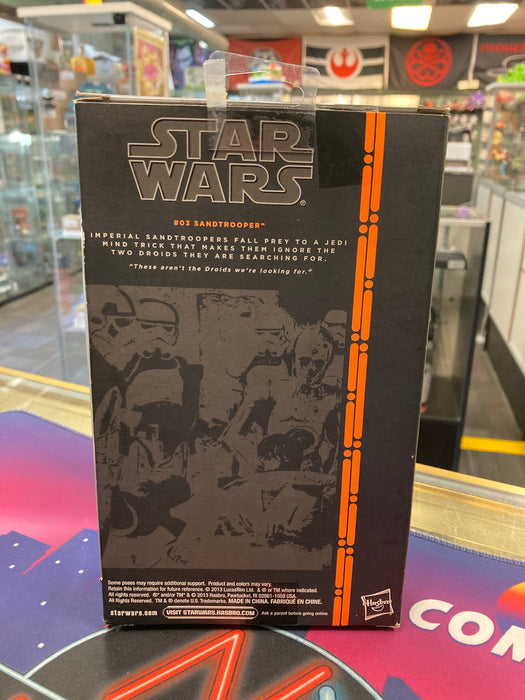 STAR
WARS®
#03 SANDTROOPER™
IMPERIAL SANDTROOPERS FALL PREY TO A JEDI
MIND TRICK THAT MAKES THEM IGNORE THE
TWO DROIDS THEY ARE SEARCHING FOR.
"These aren't the Droids we're looking for."
Some poses may require additional support. Product and colors may vary.
Retain this information for future reference. © 2013 Lucasfilm Ltd. & ® or TM where indicated.
All rights reserved. ®* and/or TM* & © 2013 Hasbro, Pawtucket, RI 02861-1059 USA.
All Rights Reserved. TM & ® denote U.S. Trademarks. MADE IN CHINA. FABRIQUÉ EN CHINE.
starwars.com VISIT STARWARS.HASBRO.COM Ask a parent before going online.
Hasbro
COM